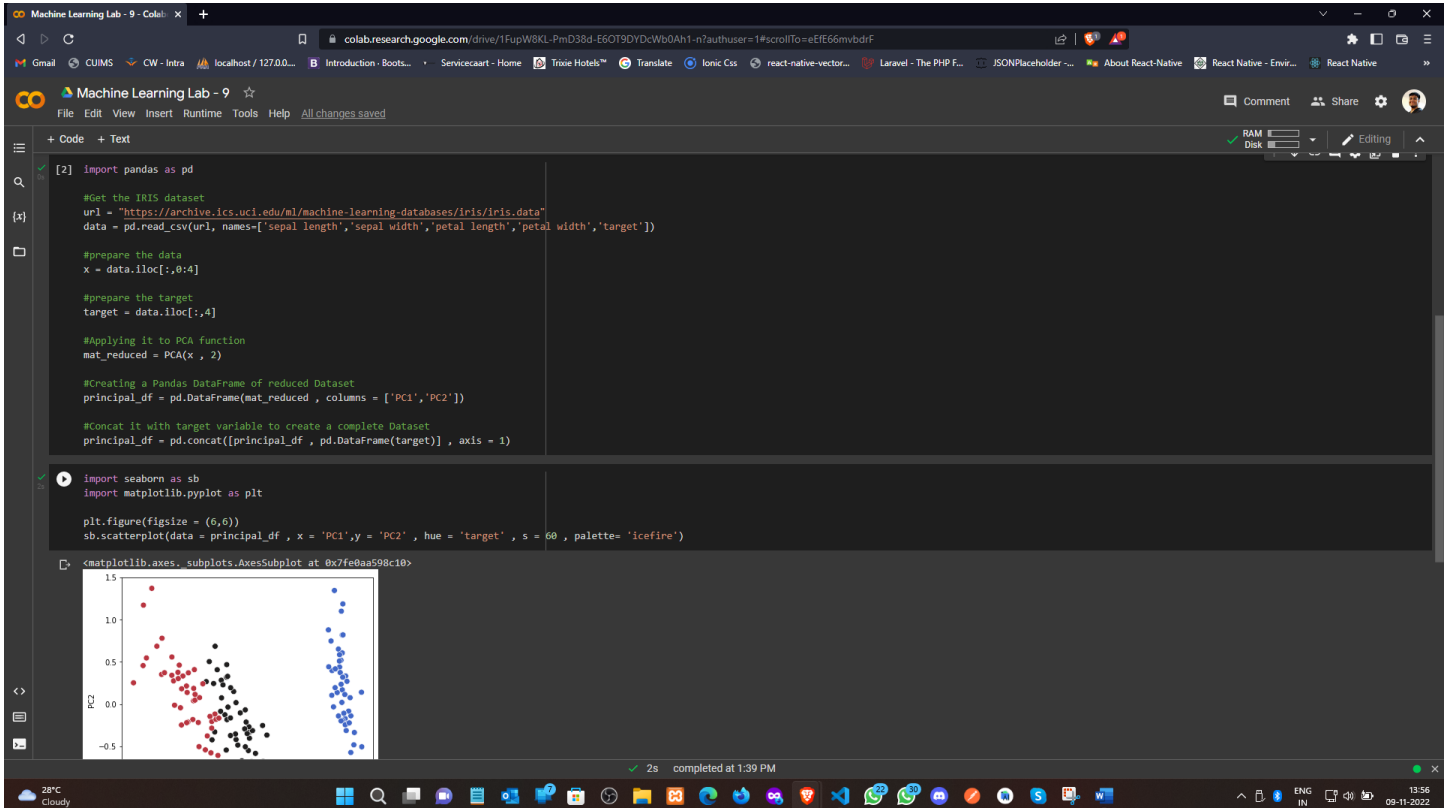 Machine Learning Lab - 9 - Colab
colab.research.google.com/drive/1FupW8KL-PmD38d-E6OT9DYDcWb0Ah1-n?authuser=1#scrollTo=eEfE66mvbdrF
Gmail CUIMS CW - Intra localhost / 127.0.0.... Introduction · Boots... Servicecaart - Home Trixie Hotels™ Translate Ionic Css react-native-vector... Laravel - The PHP F... JSONPlaceholder -... About React-Native React Native - Envir... React Native »
Machine Learning Lab - 9
Comment Share
File Edit View Insert Runtime Tools Help All changes saved
+ Code + Text
RAM
Disk
Editing
[2] import pandas as pd
0s
#Get the IRIS dataset
url = "https://archive.ics.uci.edu/ml/machine-learning-databases/iris/iris.data"
data = pd.read_csv(url, names=['sepal length','sepal width','petal length','petal width','target'])
#prepare the data
x = data.iloc[:,0:4]
#prepare the target
target = data.iloc[:,4]
#Applying it to PCA function
mat_reduced = PCA(x , 2)
#Creating a Pandas DataFrame of reduced Dataset
principal_df = pd.DataFrame(mat_reduced , columns = ['PC1','PC2'])
#Concat it with target variable to create a complete Dataset
principal_df = pd.concat([principal_df , pd.DataFrame(target)] , axis = 1)
import seaborn as sb
2s
import matplotlib.pyplot as plt
plt.figure(figsize = (6,6))
sb.scatterplot(data = principal_df , x = 'PC1',y = 'PC2' , hue = 'target' , s = 60 , palette= 'icefire')
<matplotlib.axes._subplots.AxesSubplot at 0x7fe0aa598c10>
1.5
1.0
0.5
0.0
−0.5
PC2
2s completed at 1:39 PM
28°C
Cloudy
7
22
30
ENG
IN
13:56
09-11-2022